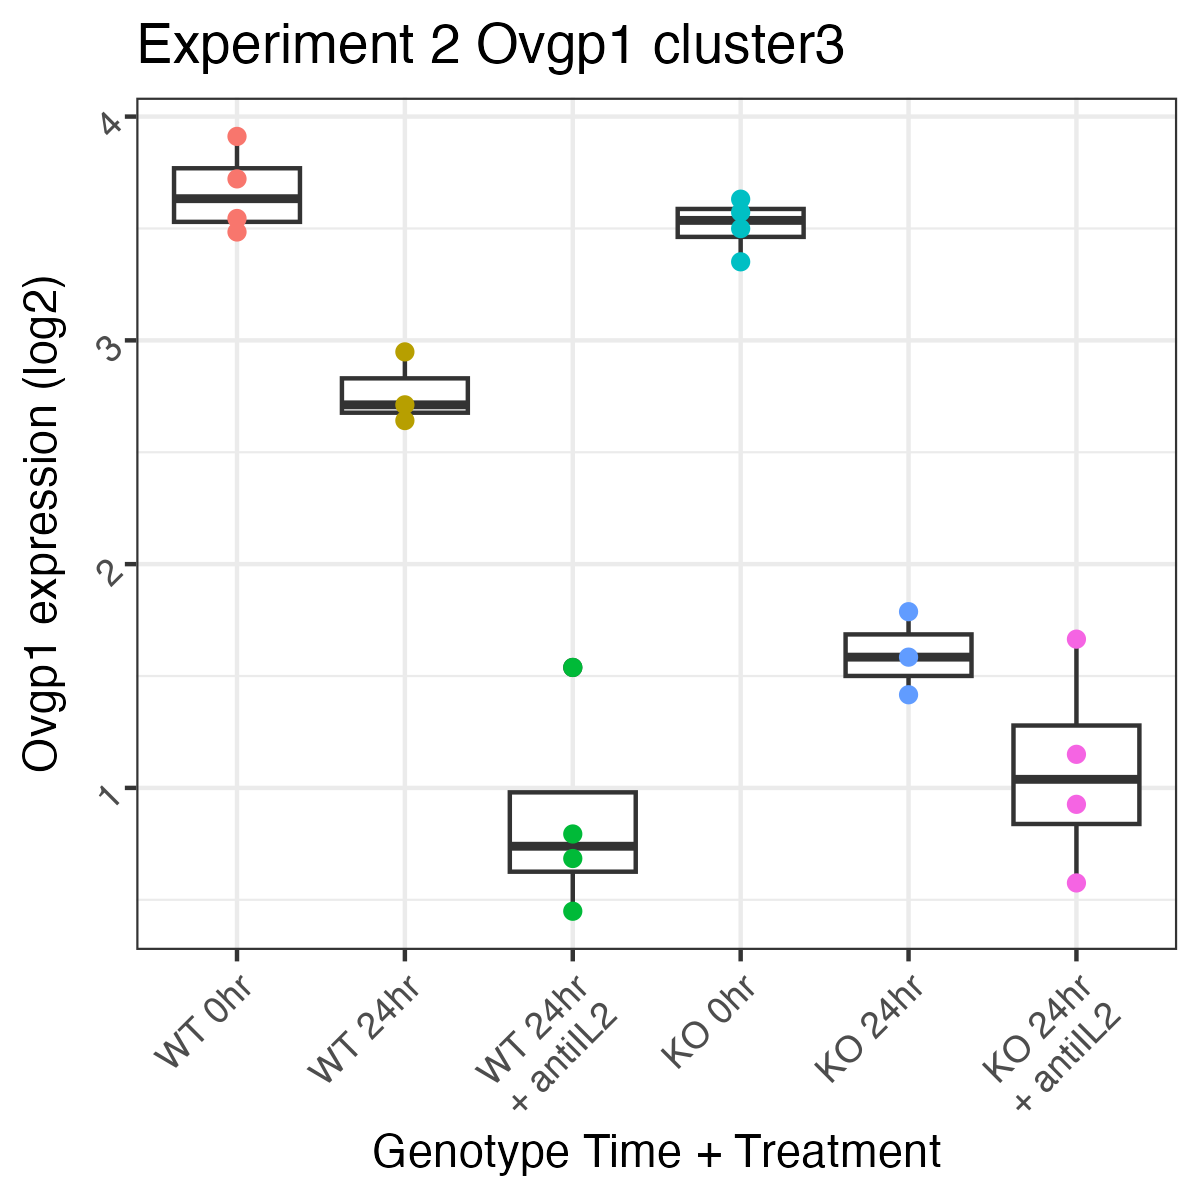 Experiment 2 Ovgp1 cluster3
Ovgp1 expression (log2)
4
3
2
1
WT 0hr
WT 24hr
WT 24hr
+ antiIL2
KO 0hr
KO 24hr
KO 24hr
+ antiIL2
Genotype Time + Treatment